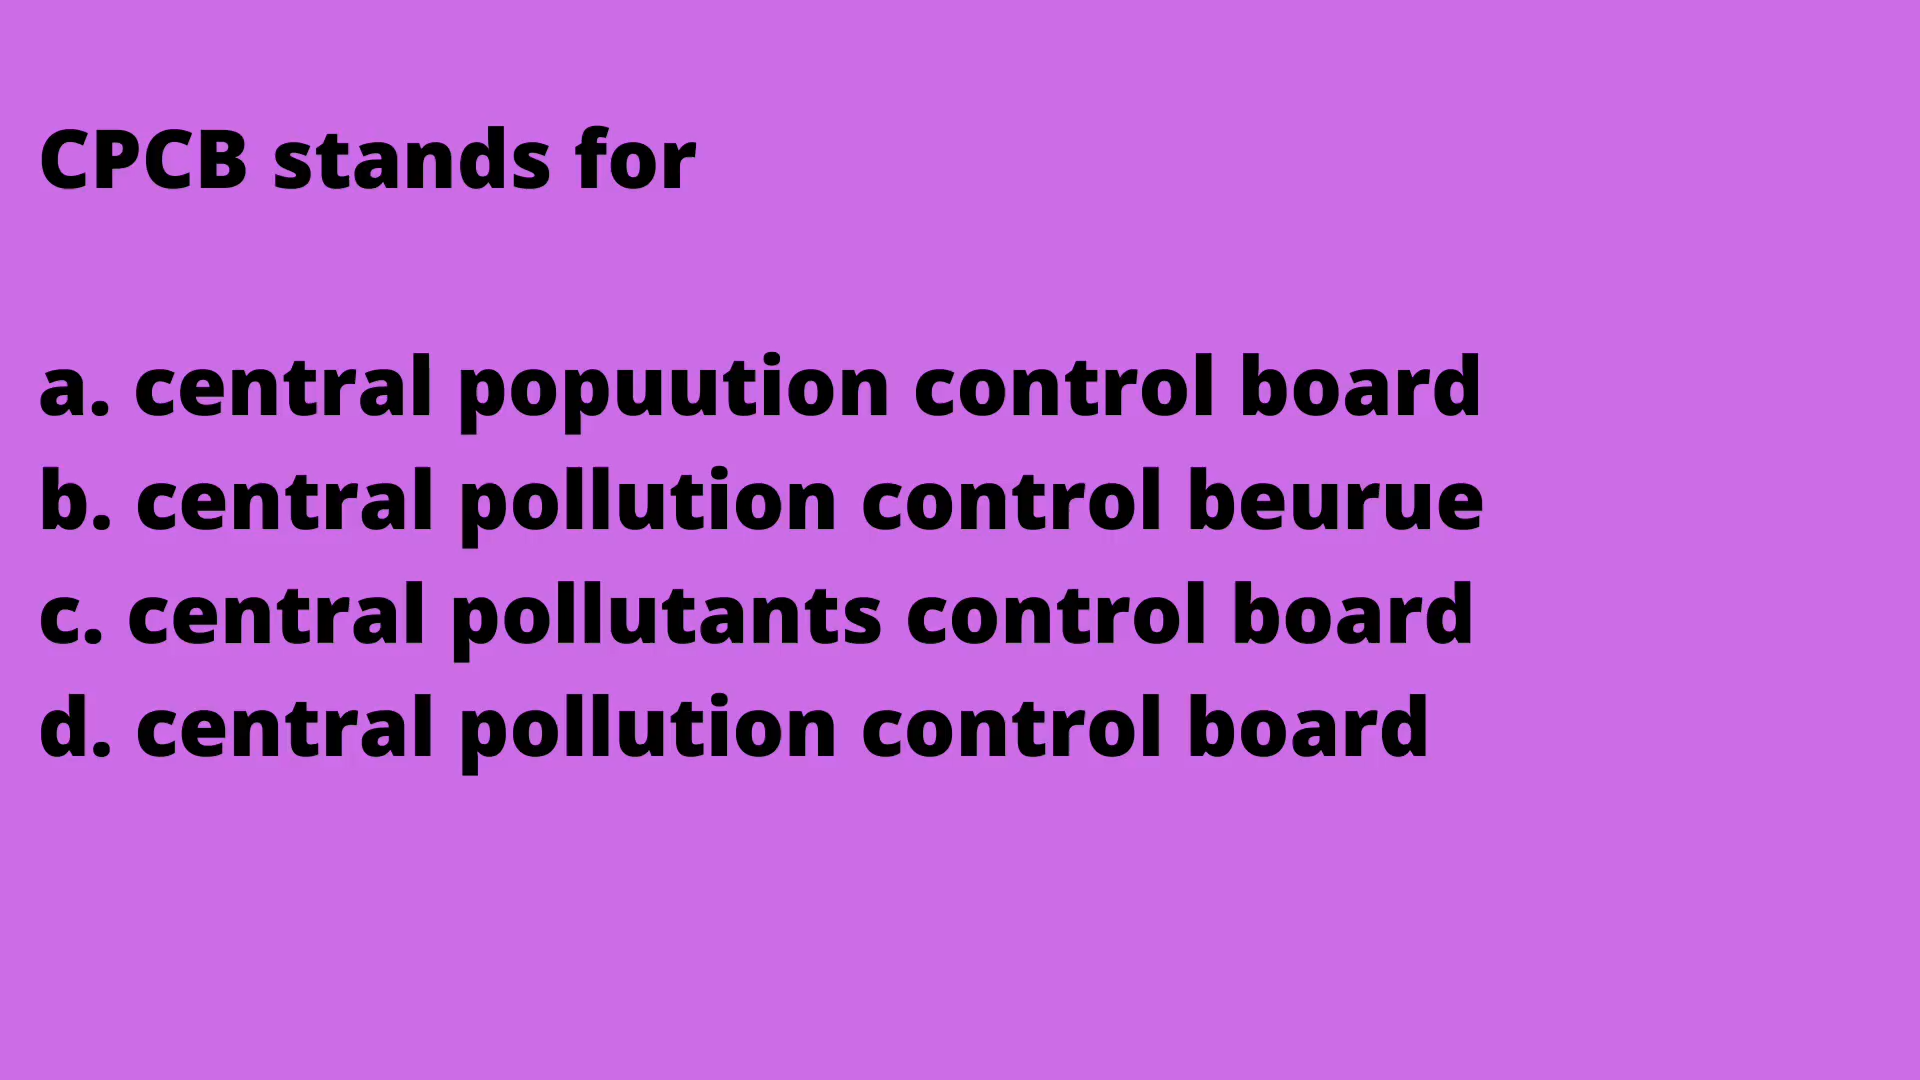 CPCB stands for
a. central popuution control board
b. central pollution control beurue
c. central pollutants control board
d. central pollution control board